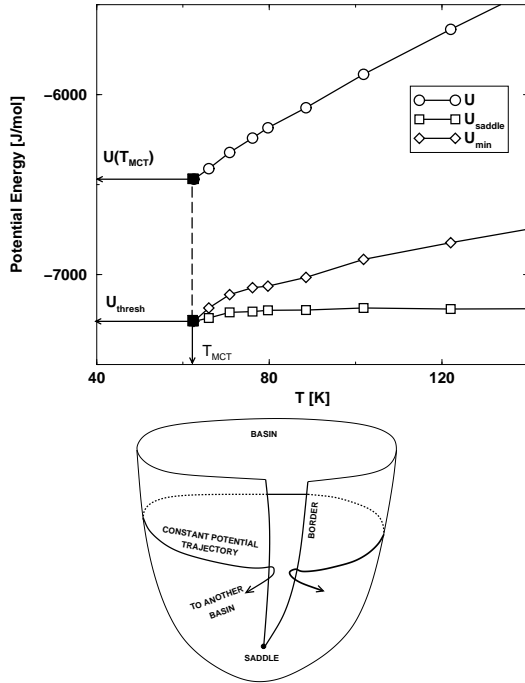 Potential Energy [J/mol]
−6000
−7000
U(T_MCT)
U_thresh
U
U_saddle
U_min
T_MCT
40
80
120
T [K]
BASIN
CONSTANT POTENTIAL
TRAJECTORY
BORDER
TO ANOTHER
BASIN
SADDLE